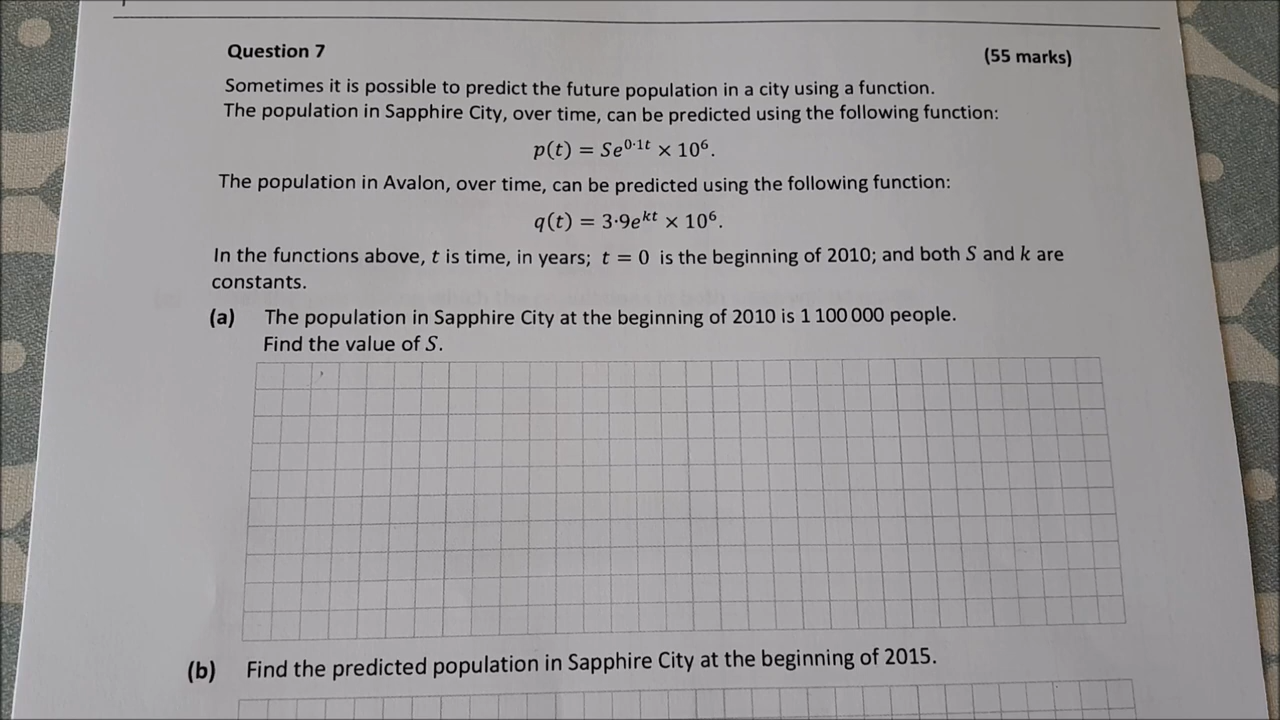 Question 7
(55 marks)
Sometimes it is possible to predict the future population in a city using a function.
The population in Sapphire City, over time, can be predicted using the following function:
p(t) = Se^{0·1t} × 10^6.
The population in Avalon, over time, can be predicted using the following function:
q(t) = 3·9e^{kt} × 10^6.
In the functions above, t is time, in years; t = 0 is the beginning of 2010; and both S and k are
constants.
(a) The population in Sapphire City at the beginning of 2010 is 1 100 000 people.
Find the value of S.
(b) Find the predicted population in Sapphire City at the beginning of 2015.